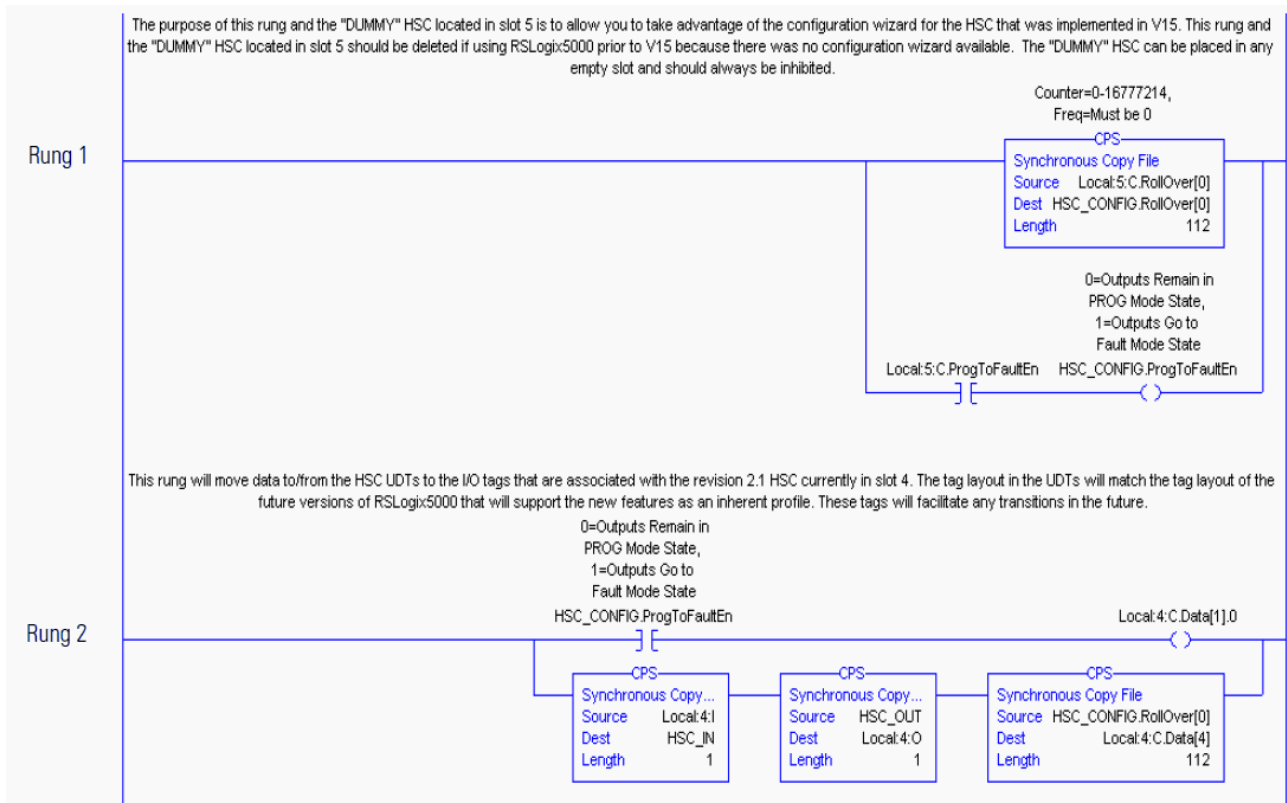 The purpose of this rung and the "DUMMY" HSC located in slot 5 is to allow you to take advantage of the configuration wizard for the HSC that was implemented in V15. This rung and
the "DUMMY" HSC located in slot 5 should be deleted if using RSLogix5000 prior to V15 because there was no configuration wizard available. The "DUMMY" HSC can be placed in any
empty slot and should always be inhibited.
Counter=0-16777214,
Freq=Must be 0
Rung 1
CPS
Synchronous Copy File
Source Local:5:C.RollOver[0]
Dest HSC_CONFIG.RollOver[0]
Length 112
0=Outputs Remain in
PROG Mode State,
1=Outputs Go to
Fault Mode State
Local:5:C.ProgToFaultEn HSC_CONFIG.ProgToFaultEn
This rung will move data to/from the HSC UDTs to the I/O tags that are associated with the revision 2.1 HSC currently in slot 4. The tag layout in the UDTs will match the tag layout of the
future versions of RSLogix5000 that will support the new features as an inherent profile. These tags will facilitate any transitions in the future.
0=Outputs Remain in
PROG Mode State,
1=Outputs Go to
Fault Mode State
HSC_CONFIG.ProgToFaultEn Local:4:C.Data[1].0
Rung 2
CPS CPS CPS
Synchronous Copy... Synchronous Copy... Synchronous Copy File
Source Local:4:I Source HSC_OUT Source HSC_CONFIG.RollOver[0]
Dest HSC_IN Dest Local:4:O Dest Local:4:C.Data[4]
Length 1 Length 1 Length 112